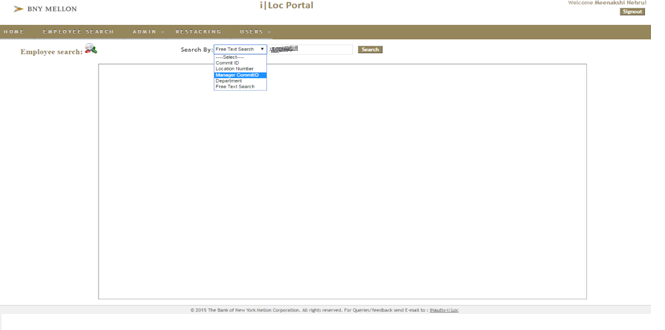 BNY MELLON
i|Loc Portal
Welcome Meenakshi Nehru!
Signout
HOME EMPLOYEE SEARCH ADMIN RESTACKING USERS
Employee search:
Search By: Free Text Search Search
----Select----
Commit ID
Location Number
Manager CommitID
Department
Free Text Search
© 2015 The Bank of New York Mellon Corporation. All rights reserved. For Queries/Feedback send E-mail to :